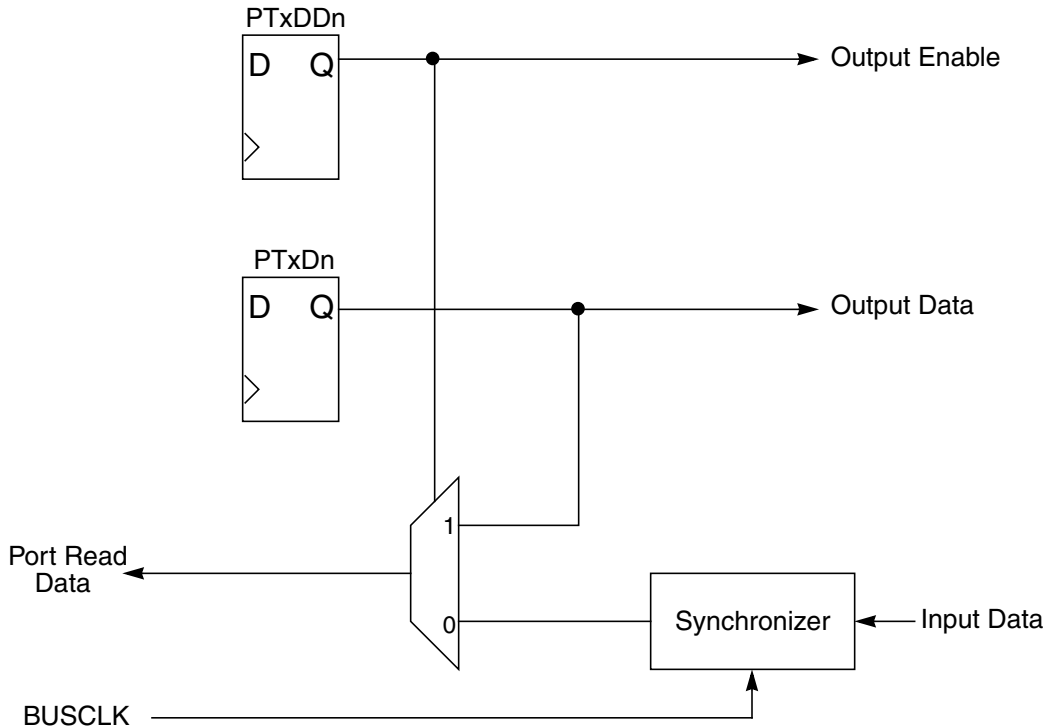 PTxDDn
D Q
Output Enable
PTxDn
D Q
Output Data
1
Port Read
Data
0
Synchronizer
Input Data
BUSCLK